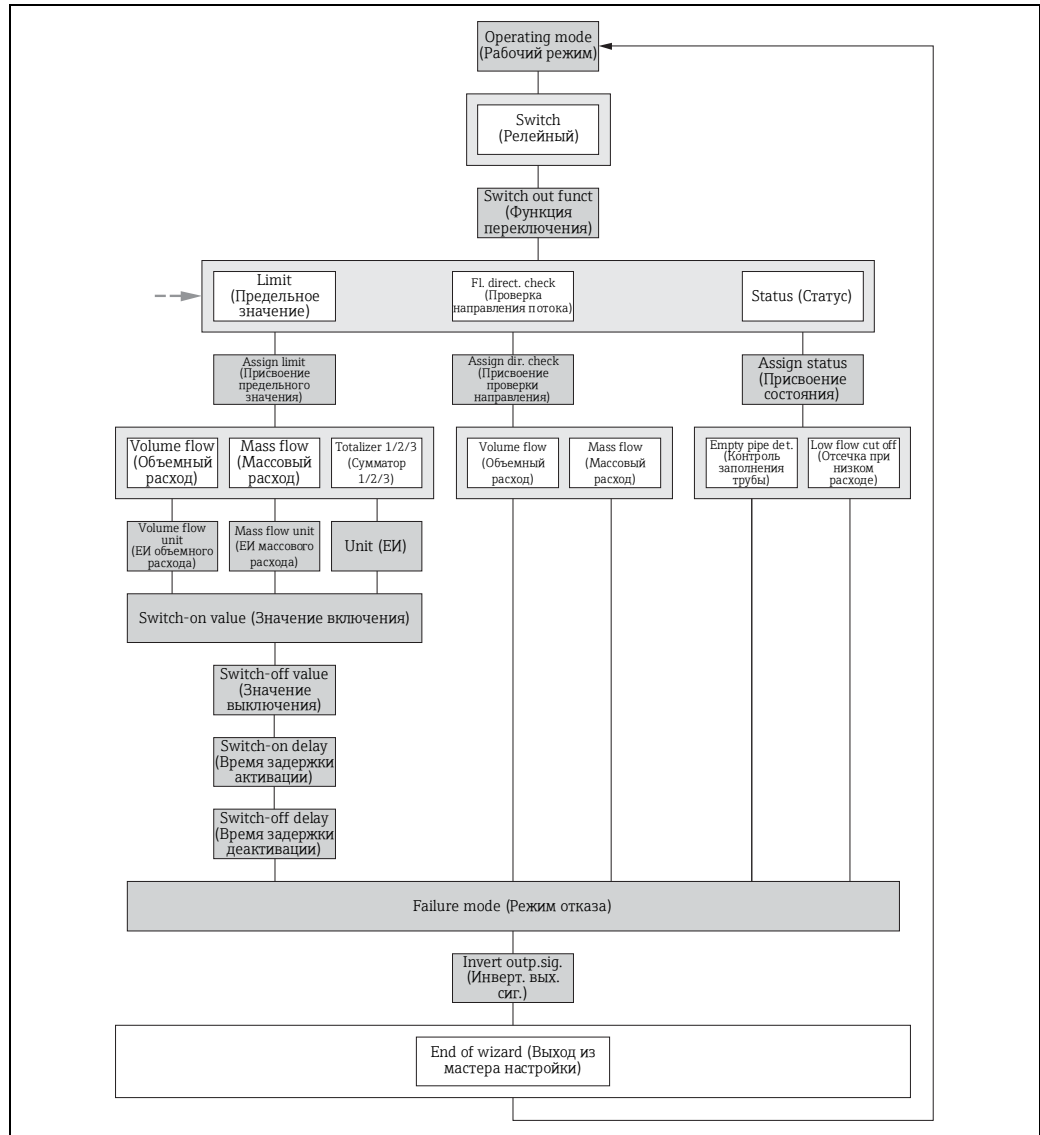 Operating mode
(Рабочий режим)
Switch
(Релейный)
Switch out funct
(Функция
переключения)
Limit
(Предельное
значение)
Fl. direct. check
(Проверка
направления потока)
Status (Статус)
Assign limit
(Присвоение
предельного
значения)
Assign dir. check
(Присвоение
проверки
направления)
Assign status
(Присвоение
состояния)
Volume flow
(Объемный
расход)
Mass flow
(Массовый
расход)
Totalizer 1/2/3
(Сумматор
1/2/3)
Volume flow
(Объемный
расход)
Mass flow
(Массовый
расход)
Empty pipe det.
(Контроль
заполнения
трубы)
Low flow cut off
(Отсечка при
низком
расходе)
Volume flow
unit
(ЕИ объемного
расхода)
Mass flow unit
(ЕИ массового
расхода)
Unit (ЕИ)
Switch-on value (Значение включения)
Switch-off value
(Значение
выключения)
Switch-on delay
(Время задержки
активации)
Switch-off delay
(Время задержки
деактивации)
Failure mode (Режим отказа)
Invert outp.sig.
(Инверт. вых.
сиг.)
End of wizard (Выход из
мастера настройки)